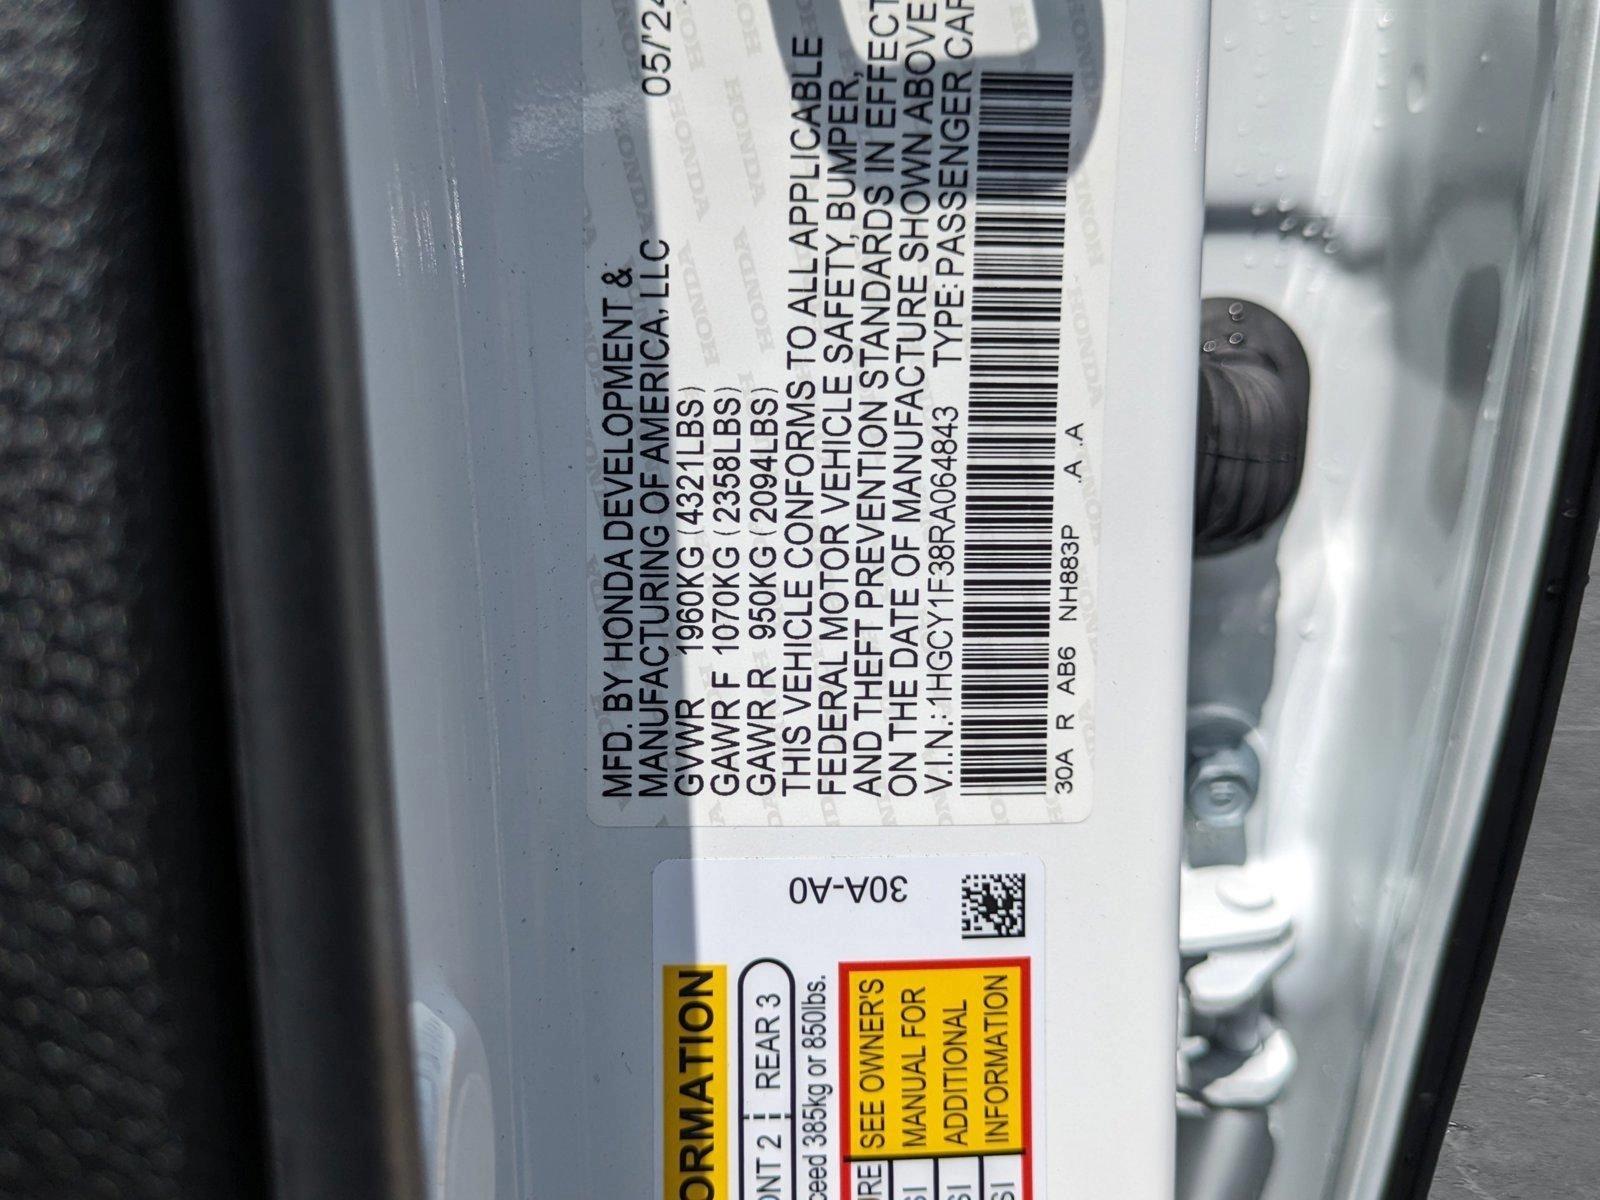 MFD. BY HONDA DEVELOPMENT &
MANUFACTURING OF AMERICA, LLC 05/'24
GVWR 1960KG (4321LBS)
GAWR F 1070KG (2358LBS)
GAWR R 950KG (2094LBS)
THIS VEHICLE CONFORMS TO ALL APPLICABLE
FEDERAL MOTOR VEHICLE SAFETY, BUMPER,
AND THEFT PREVENTION STANDARDS IN EFFECT
ON THE DATE OF MANUFACTURE SHOWN ABOVE
V.I.N.:1HGCY1F38RA064843 TYPE:PASSENGER CAR
30A R AB6 NH883P .A .A
30A-A0
ORMATION
ONT 2 REAR 3
ceed 385kg or 850lbs.
URE SEE OWNER'S
MANUAL FOR
ADDITIONAL
INFORMATION